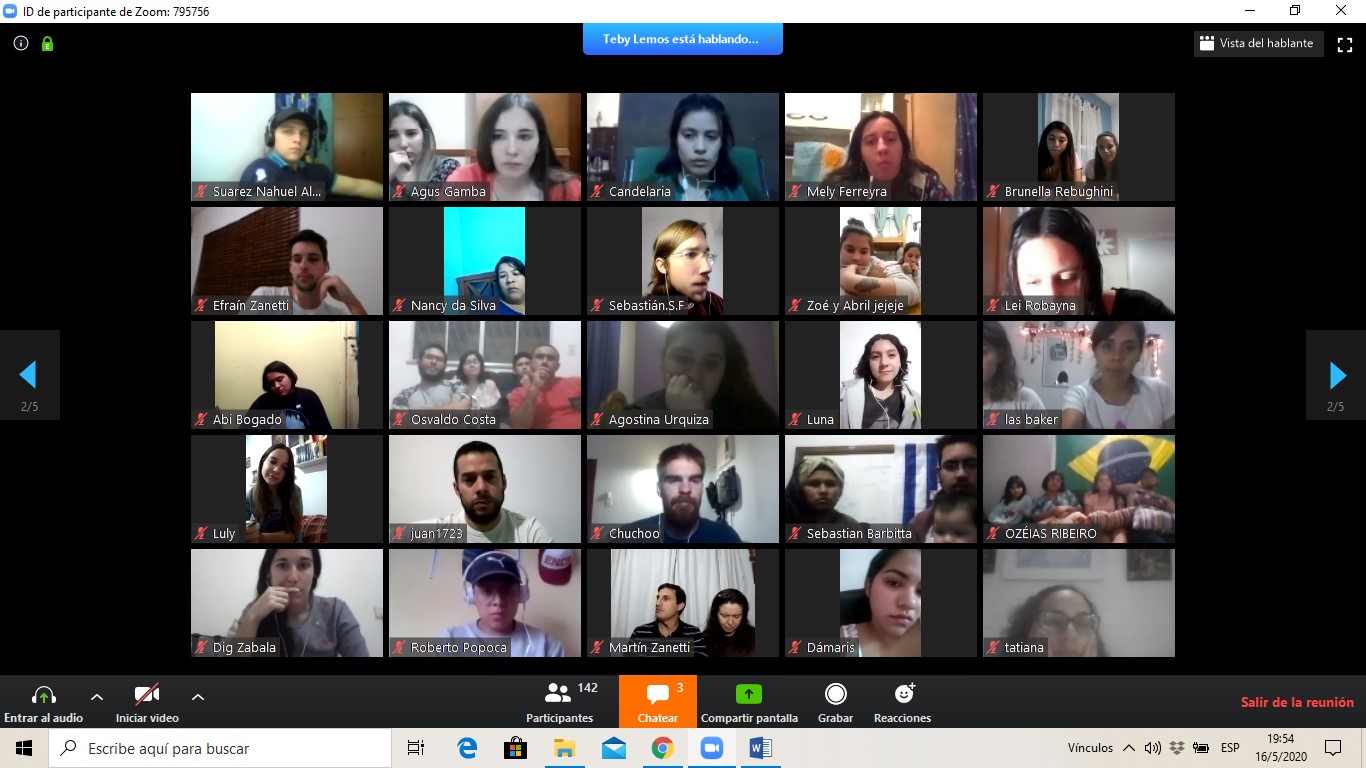 ID de participante de Zoom: 795756
Teby Lemos está hablando...
Vista del hablante
Suarez Nahuel Al...
Agus Gamba
Candelaria
Mely Ferreyra
Brunella Rebughini
Efraín Zanetti
Nancy da Silva
Sebastián.S.F
Zoé y Abril jejeje
Lei Robayna
Abi Bogado
Osvaldo Costa
Agostina Urquiza
Luna
las baker
2/5
2/5
Luly
juan1723
Chuchoo
Sebastian Barbitta
OZÉIAS RIBEIRO
Dig Zabala
Roberto Popoca
Martín Zanetti
Dámaris
tatiana
142
3
Entrar al audio
Iniciar video
Participantes
Chatear
Compartir pantalla
Grabar
Reacciones
Salir de la reunión
Escribe aquí para buscar
Vínculos
ESP
19:54
16/5/2020